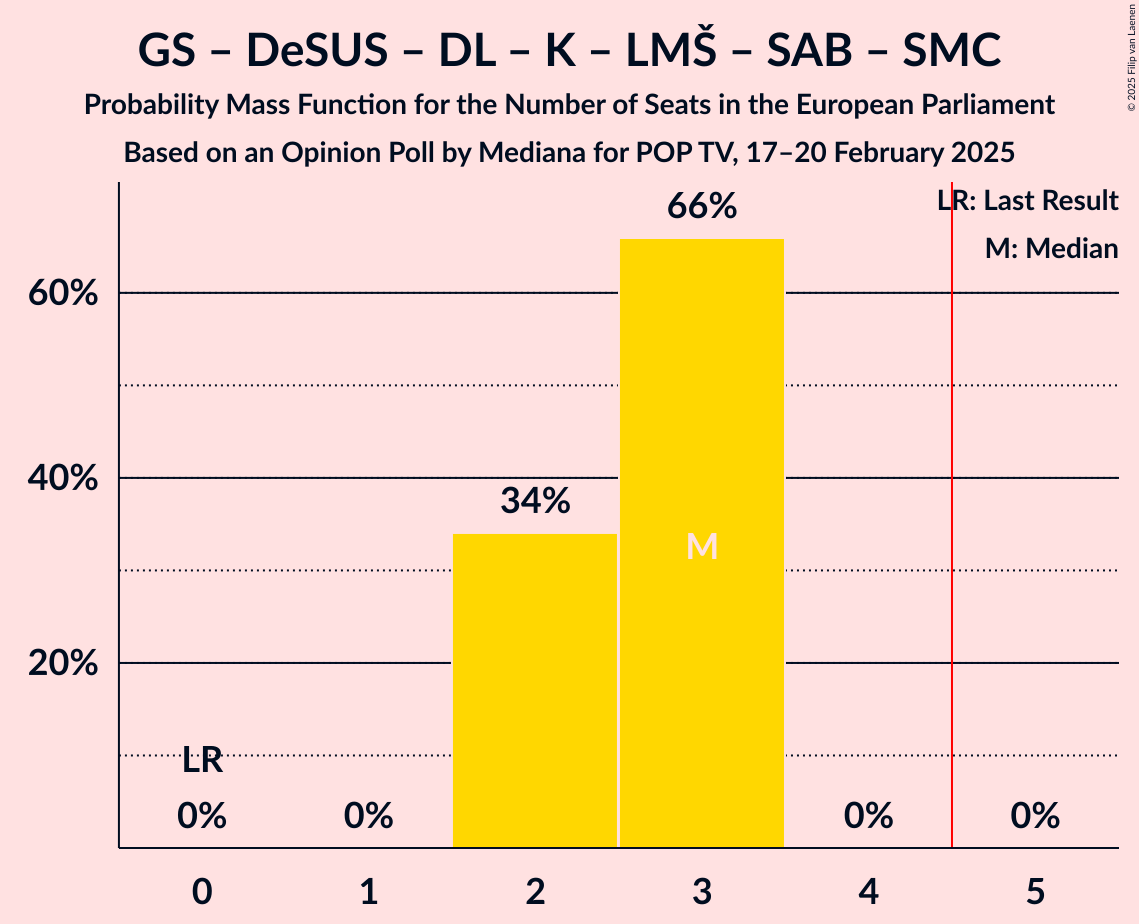 GS – DeSUS – DL – K – LMŠ – SAB – SMC
Probability Mass Function for the Number of Seats in the European Parliament
Based on an Opinion Poll by Mediana for POP TV, 17–20 February 2025
© 2025 Filip van Laenen
LR: Last Result
M: Median
66%
60%
40%
34%
M
20%
LR
0% 0% 0% 0%
0 1 2 3 4 5